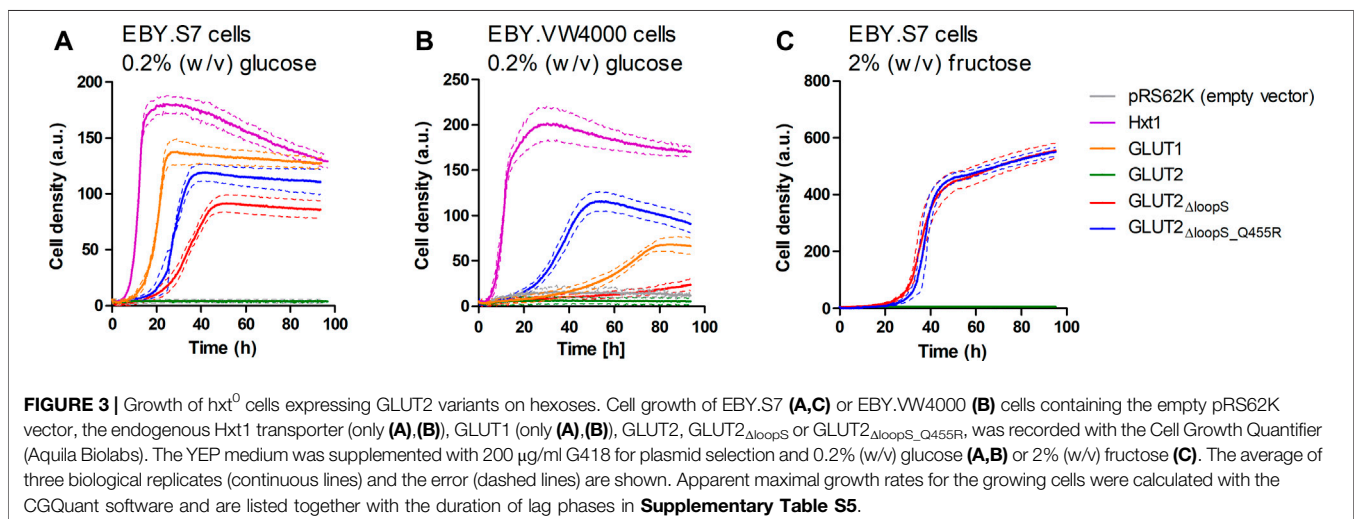 A
EBY.S7 cells
0.2% (w/v) glucose
Cell density (a.u.)
200
150
100
50
0
0 20 40 60 80 100
Time (h)
B
EBY.VW4000 cells
0.2% (w/v) glucose
Cell density (a.u.)
250
200
150
100
50
0
0 20 40 60 80 100
Time [h]
C
EBY.S7 cells
2% (w/v) fructose
Cell density (a.u.)
800
600
400
200
0
0 20 40 60 80 100
Time (h)
pRS62K (empty vector)
Hxt1
GLUT1
GLUT2
GLUT2ΔloopS
GLUT2ΔloopS_Q455R
FIGURE 3 | Growth of hxt⁰ cells expressing GLUT2 variants on hexoses. Cell growth of EBY.S7 (A,C) or EBY.VW4000 (B) cells containing the empty pRS62K
vector, the endogenous Hxt1 transporter (only (A),(B)), GLUT1 (only (A),(B)), GLUT2, GLUT2ΔloopS or GLUT2ΔloopS_Q455R, was recorded with the Cell Growth Quantifier
(Aquila Biolabs). The YEP medium was supplemented with 200 μg/ml G418 for plasmid selection and 0.2% (w/v) glucose (A,B) or 2% (w/v) fructose (C). The average of
three biological replicates (continuous lines) and the error (dashed lines) are shown. Apparent maximal growth rates for the growing cells were calculated with the
CGQuant software and are listed together with the duration of lag phases in Supplementary Table S5.